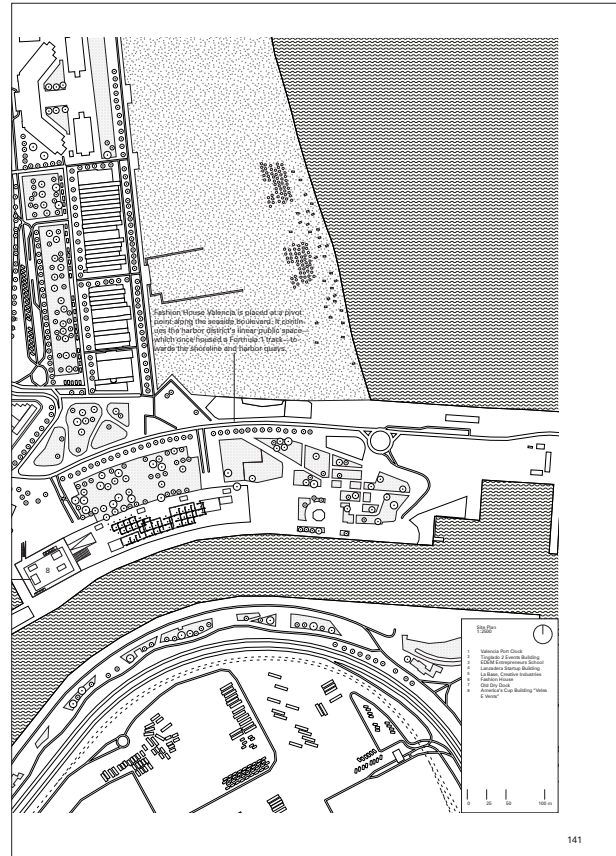 Fashion House Valencia is placed at a pivot
point along the seaside boulevard. It contin-
ues the harbor district's linear public space—
which once housed a Formula 1 track—to-
wards the shoreline and harbor quays.
8
Site Plan
1:2500
1 Valencia Port Clock
2 Tinglado 2 Events Building
3 EDEM Entrepreneurs School
4 Lanzadera Startup Building
5 La Base, Creative Industries
6 Fashion House
7 Old Dry Dock
8 America's Cup Building "Veles
E Vents"
0 25 50 100 m
141